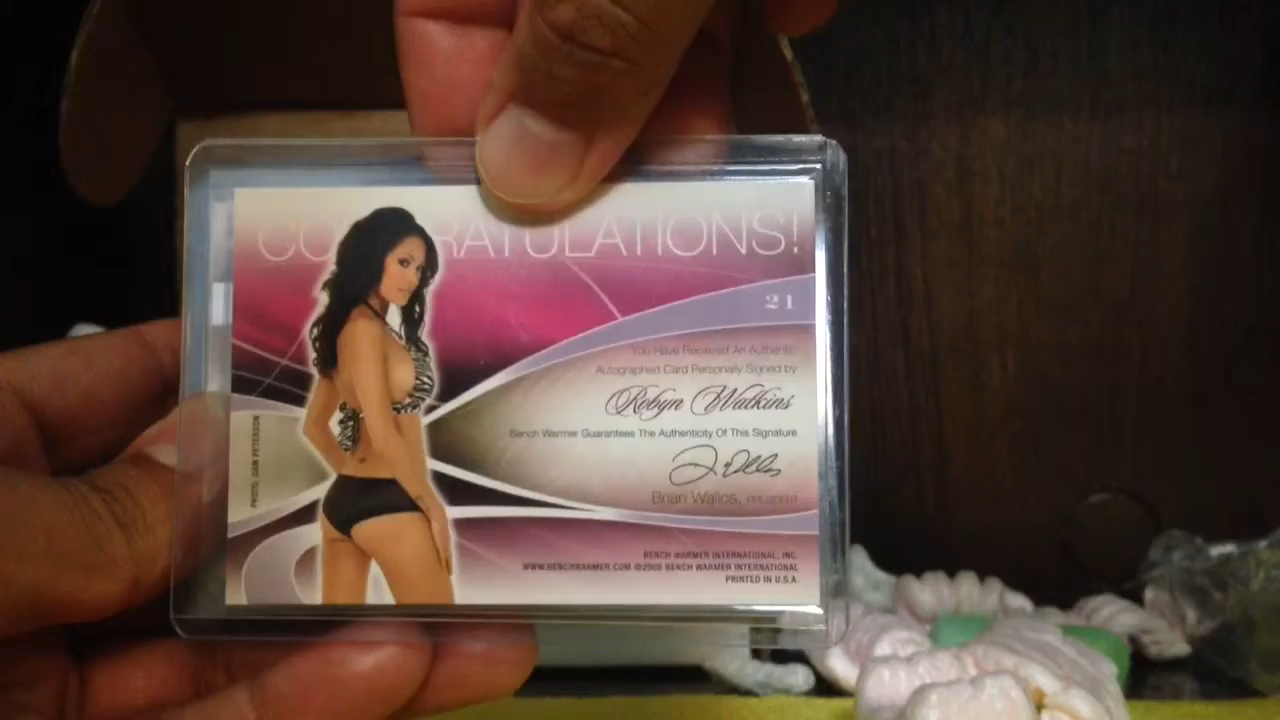 CONGRATULATIONS!
21
You Have Received An Authentic
Autographed Card Personally Signed by
Robyn Watkins
Bench Warmer Guarantees The Authenticity Of This Signature
Brian Wallos, PRESIDENT
PHOTO: DAN PETERSON
BENCH WARMER INTERNATIONAL, INC.
WWW.BENCHWARMER.COM ©2009 BENCH WARMER INTERNATIONAL
PRINTED IN U.S.A.